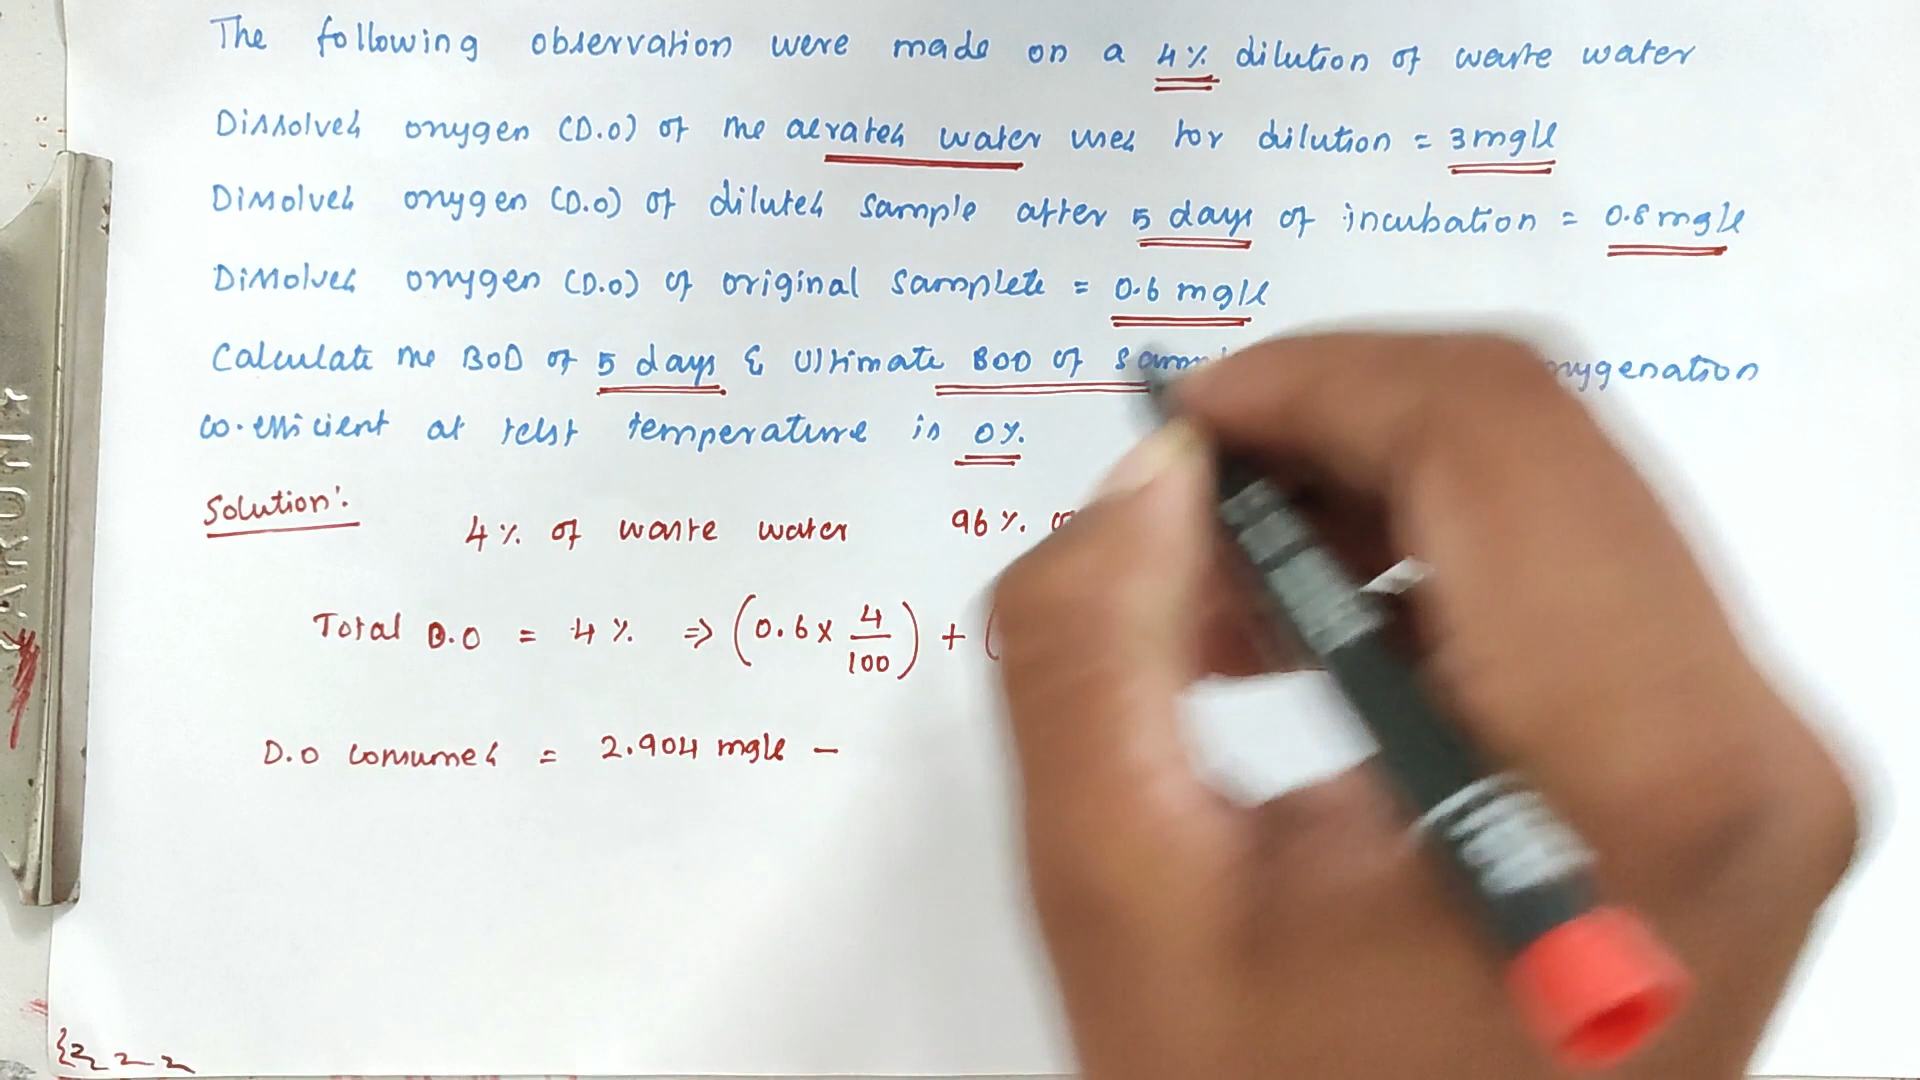 The following observation were made on a 4% dilution of waste water
Dissolved oxygen (D.O) of the aerated water used for dilution = 3mg/l
Dissolved oxygen (D.O) of diluted sample after 5 days of incubation = 0.8 mg/l
Dissolved oxygen (D.O) of original samplete = 0.6 mg/l
Calculate the BOD of 5 days & Ultimate BOD of
co.efficient at temperature is 0%.
Solution:
4% of waste water 96%.
Total D.O = 4% => (0.6 x 4/100) + (
D.O consumed = 2.904 mg/l -